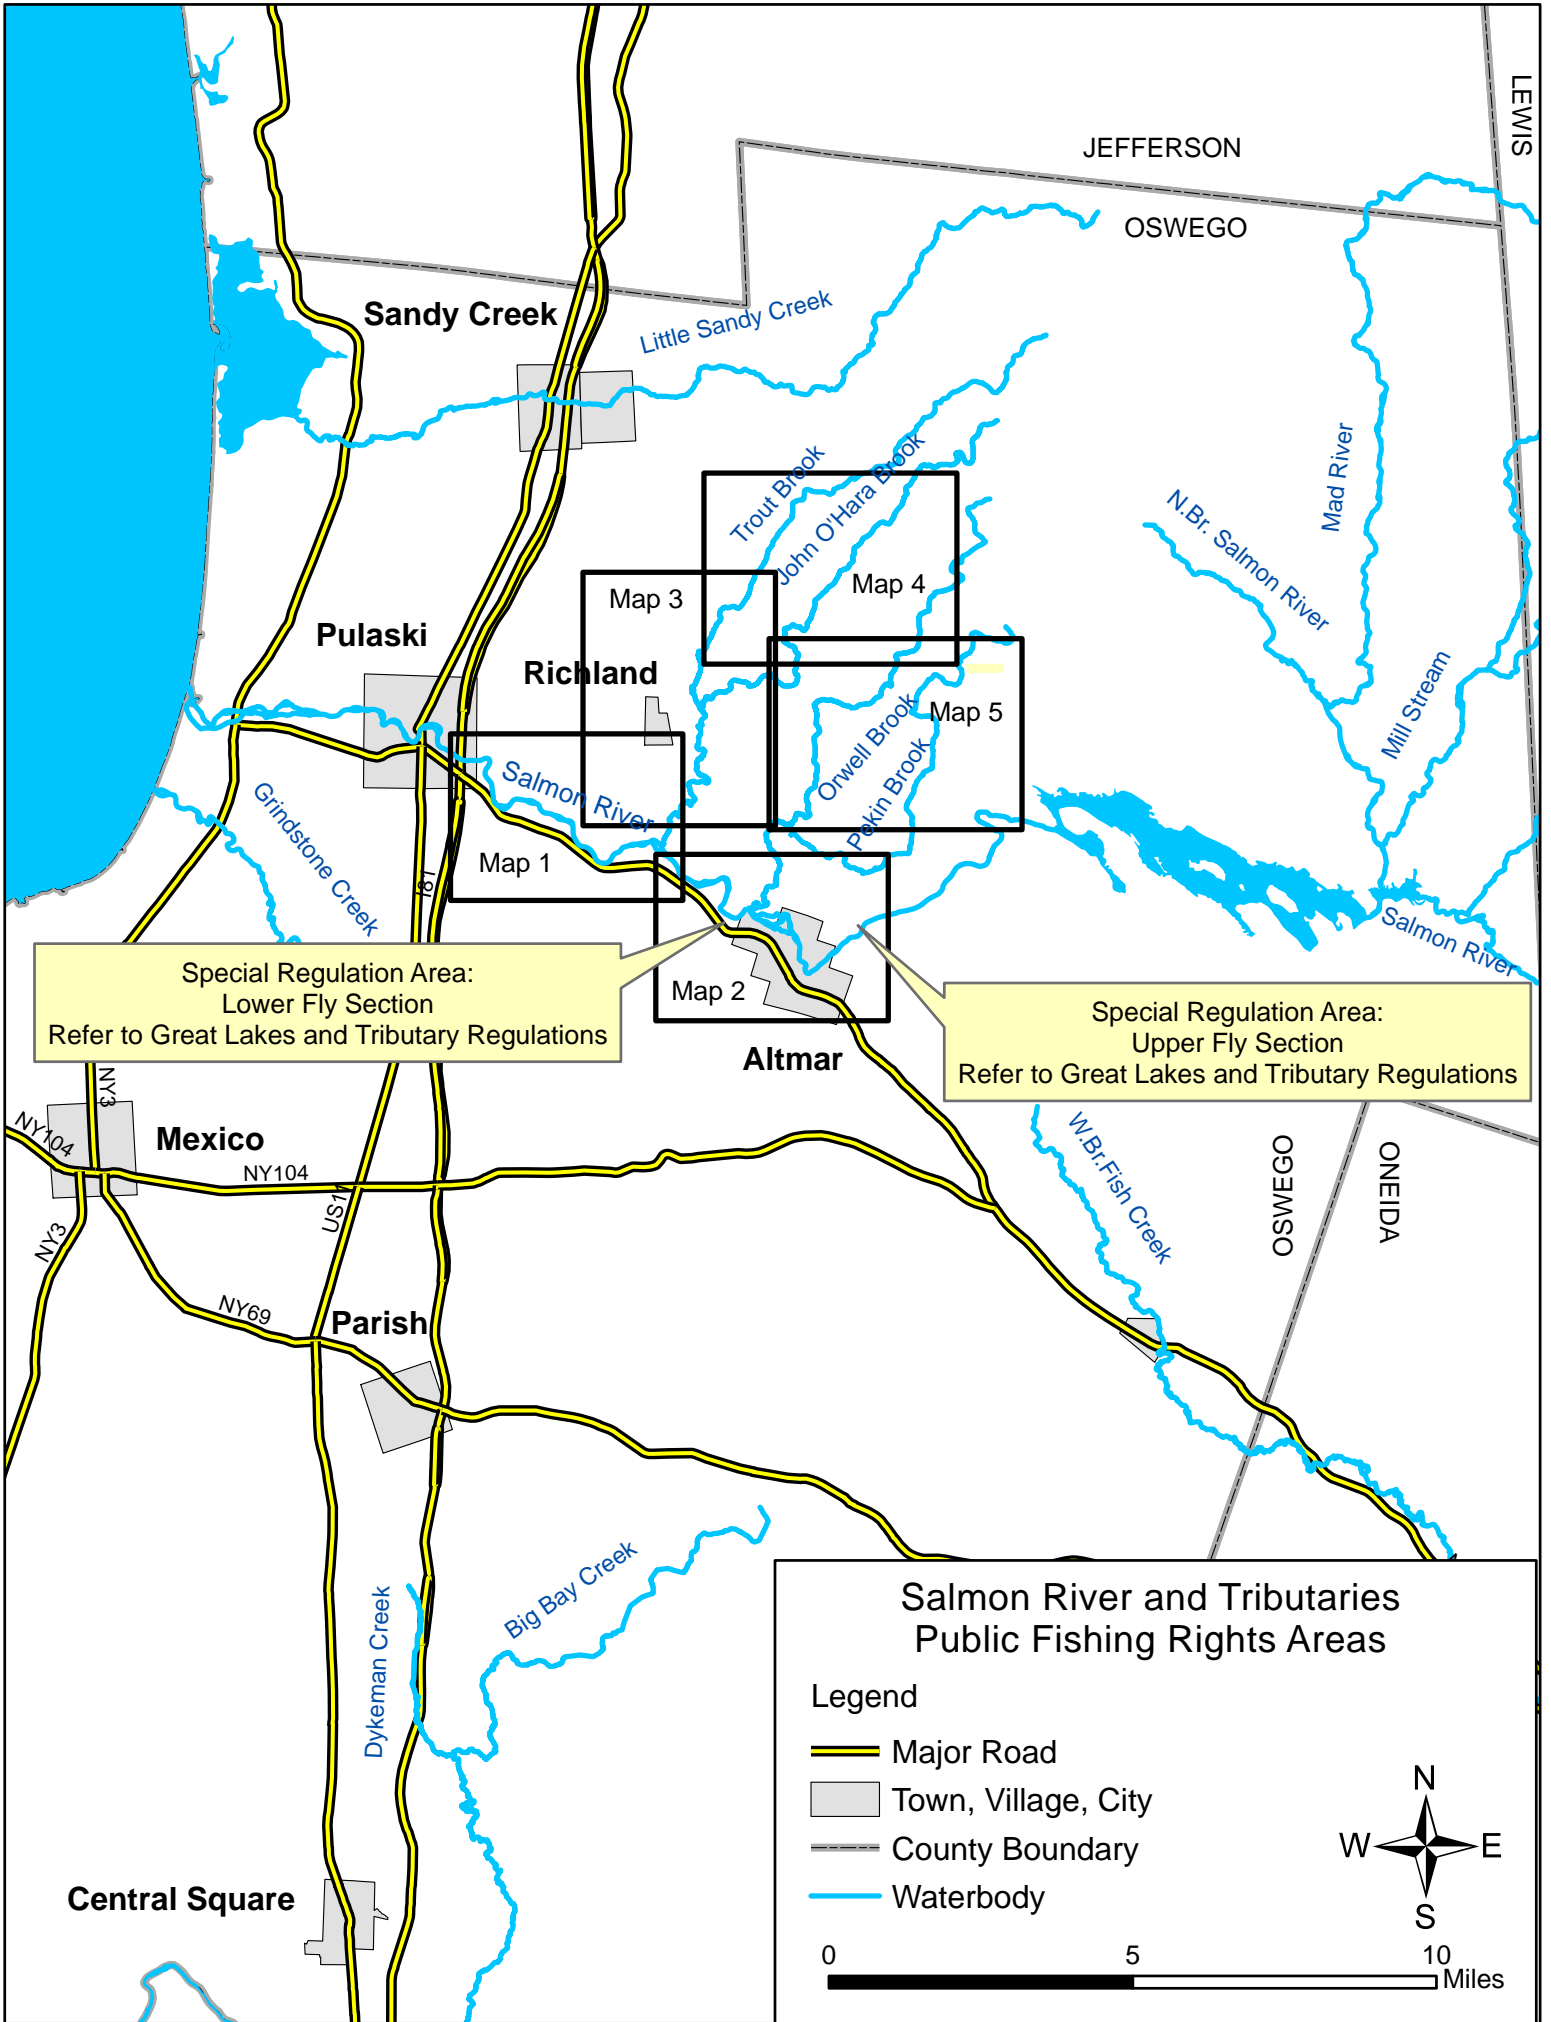 LEWIS
JEFFERSON
OSWEGO
Sandy Creek
Little Sandy Creek
Trout Brook
John O'Hara Brook
Mad River
N.Br. Salmon River
Map 4
Map 3
Pulaski
Richland
Map 5
Orwell Brook
Pekin Brook
Mill Stream
Salmon River
Grindstone Creek
Map 1
I81
Salmon River
Map 2
Special Regulation Area:
Lower Fly Section
Refer to Great Lakes and Tributary Regulations
Special Regulation Area:
Upper Fly Section
Refer to Great Lakes and Tributary Regulations
Altmar
NY3
NY104
Mexico
NY104
US11
NY3
W.Br.Fish Creek
OSWEGO
ONEIDA
NY69
Parish
Big Bay Creek
Dykeman Creek
Central Square
Salmon River and Tributaries
Public Fishing Rights Areas
Legend
Major Road
Town, Village, City
County Boundary
Waterbody
N
W
E
S
0 5 10
Miles